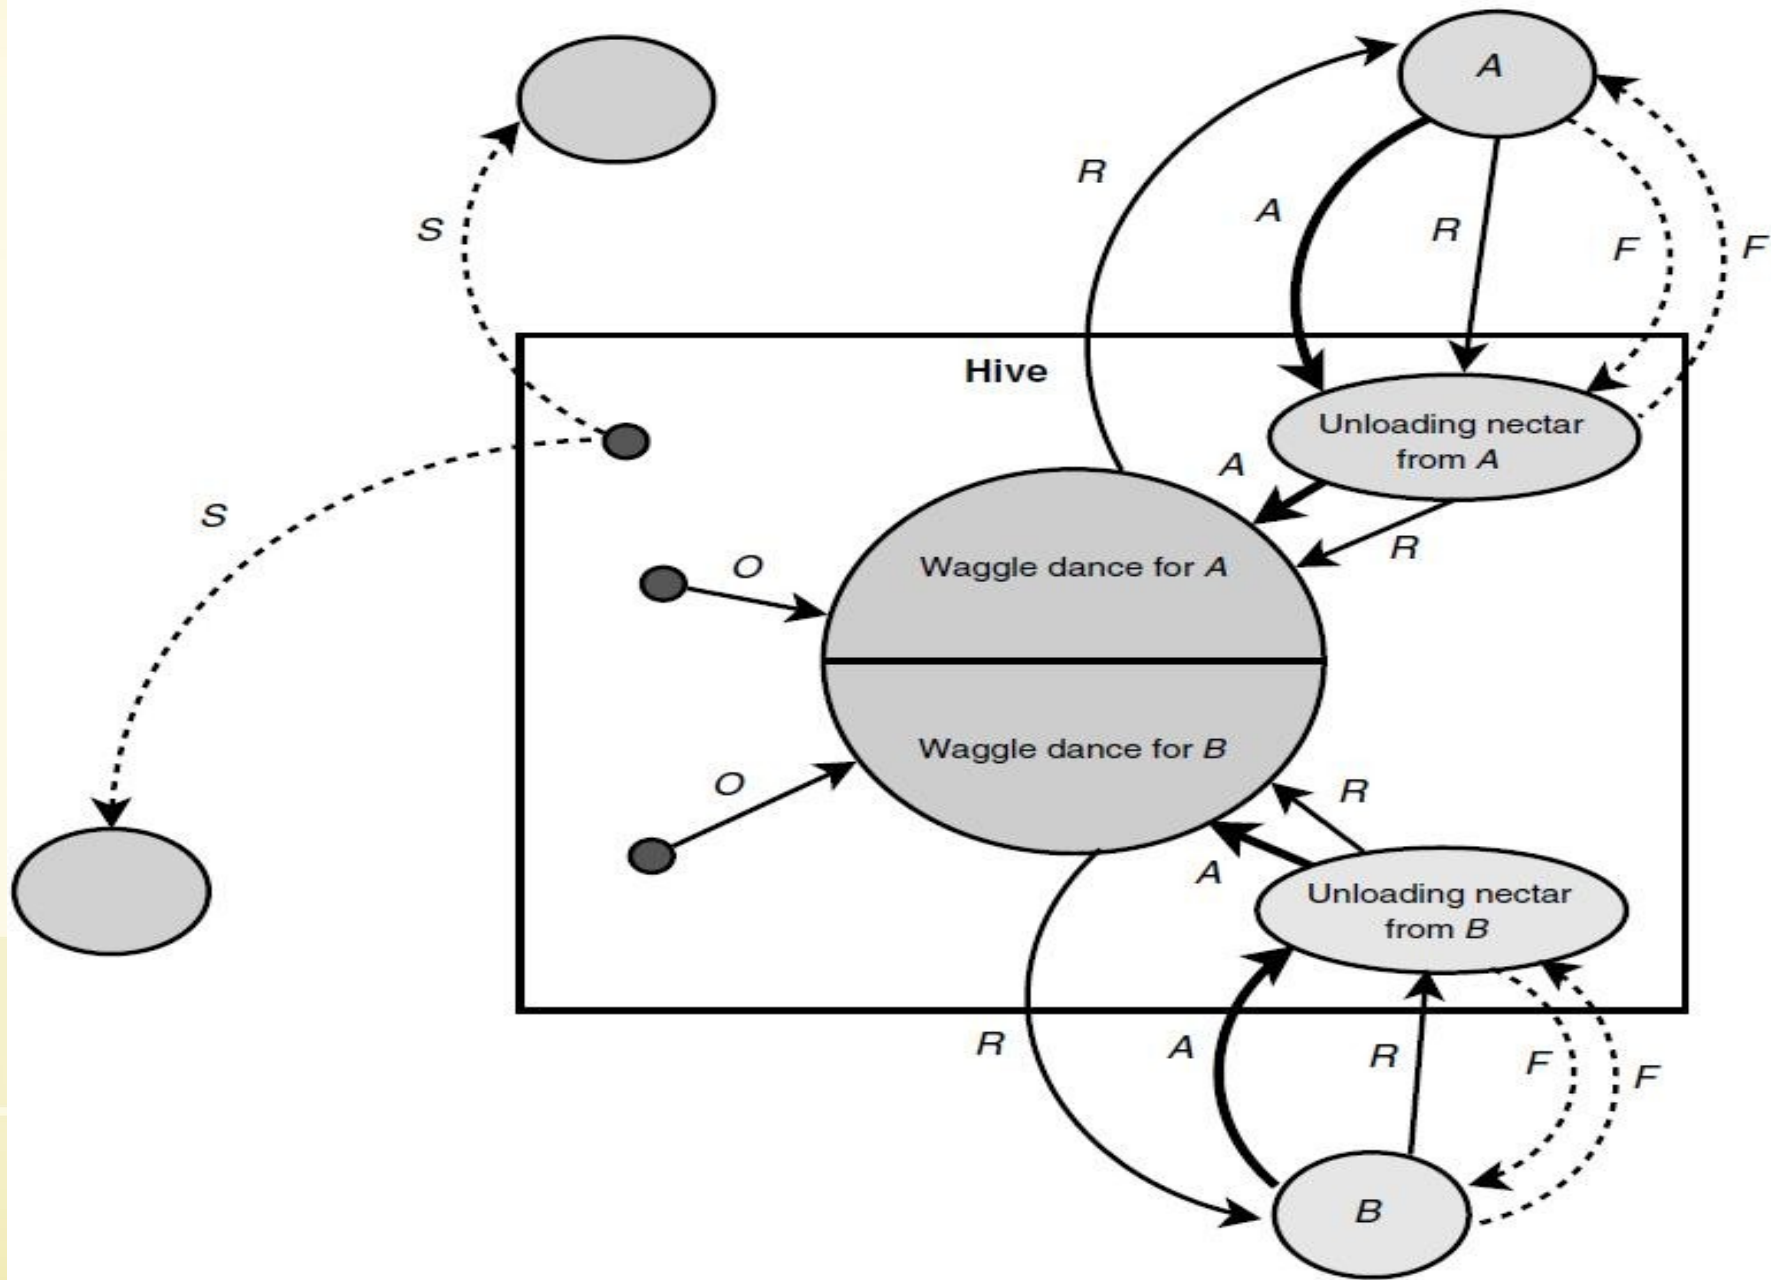 A
R
A
R
F
F
S
Hive
Unloading nectar
from A
A
R
S
O
Waggle dance for A
Waggle dance for B
O
R
A
Unloading nectar
from B
R
A
R
F
F
B